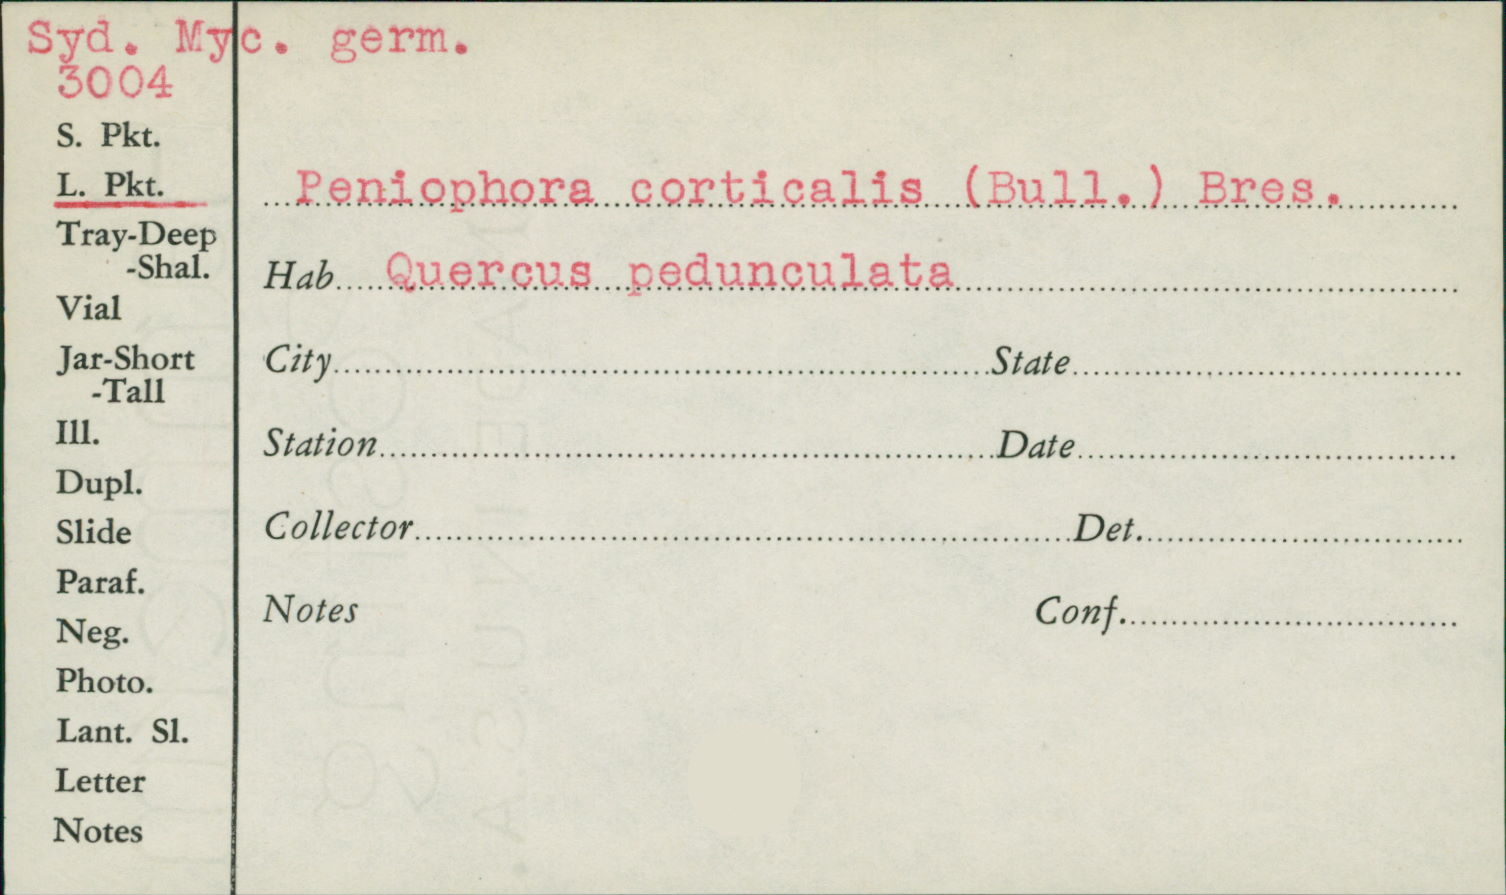 Syd. Myc. germ.
3004
S. Pkt.
L. Pkt.
Tray-Deep
-Shal.
Vial
Jar-Short
-Tall
Ill.
Dupl.
Slide
Paraf.
Neg.
Photo.
Lant. Sl.
Letter
Notes
Peniophora corticalis (Bull.) Bres.
Hab Quercus pedunculata
City State
Station Date
Collector Det.
Notes Conf.